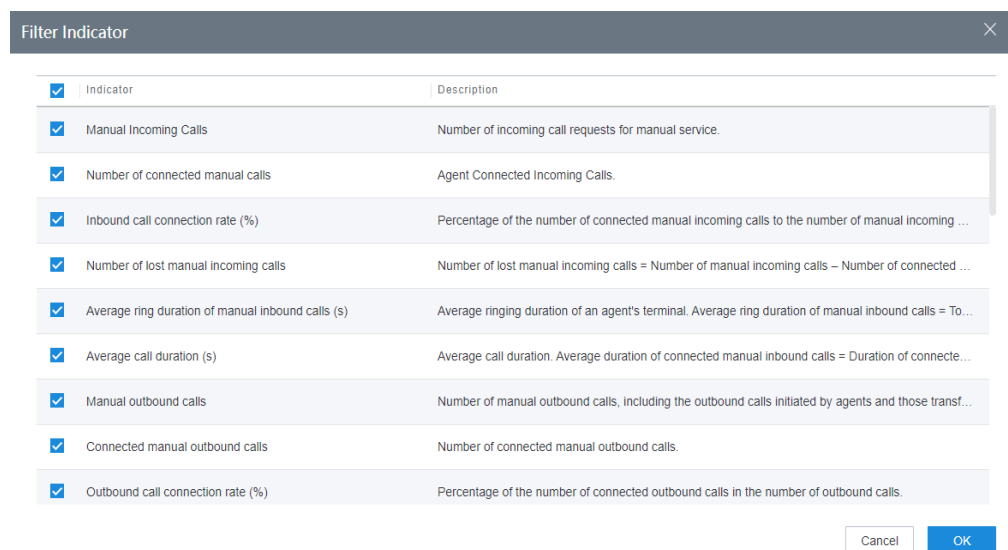 Filter Indicator
Indicator Description
Manual Incoming Calls Number of incoming call requests for manual service.
Number of connected manual calls Agent Connected Incoming Calls.
Inbound call connection rate (%) Percentage of the number of connected manual incoming calls to the number of manual incoming ...
Number of lost manual incoming calls Number of lost manual incoming calls = Number of manual incoming calls – Number of connected ...
Average ring duration of manual inbound calls (s) Average ringing duration of an agent's terminal. Average ring duration of manual inbound calls = To...
Average call duration (s) Average call duration. Average duration of connected manual inbound calls = Duration of connecte...
Manual outbound calls Number of manual outbound calls, including the outbound calls initiated by agents and those transf...
Connected manual outbound calls Number of connected manual outbound calls.
Outbound call connection rate (%) Percentage of the number of connected outbound calls in the number of outbound calls.
Cancel OK